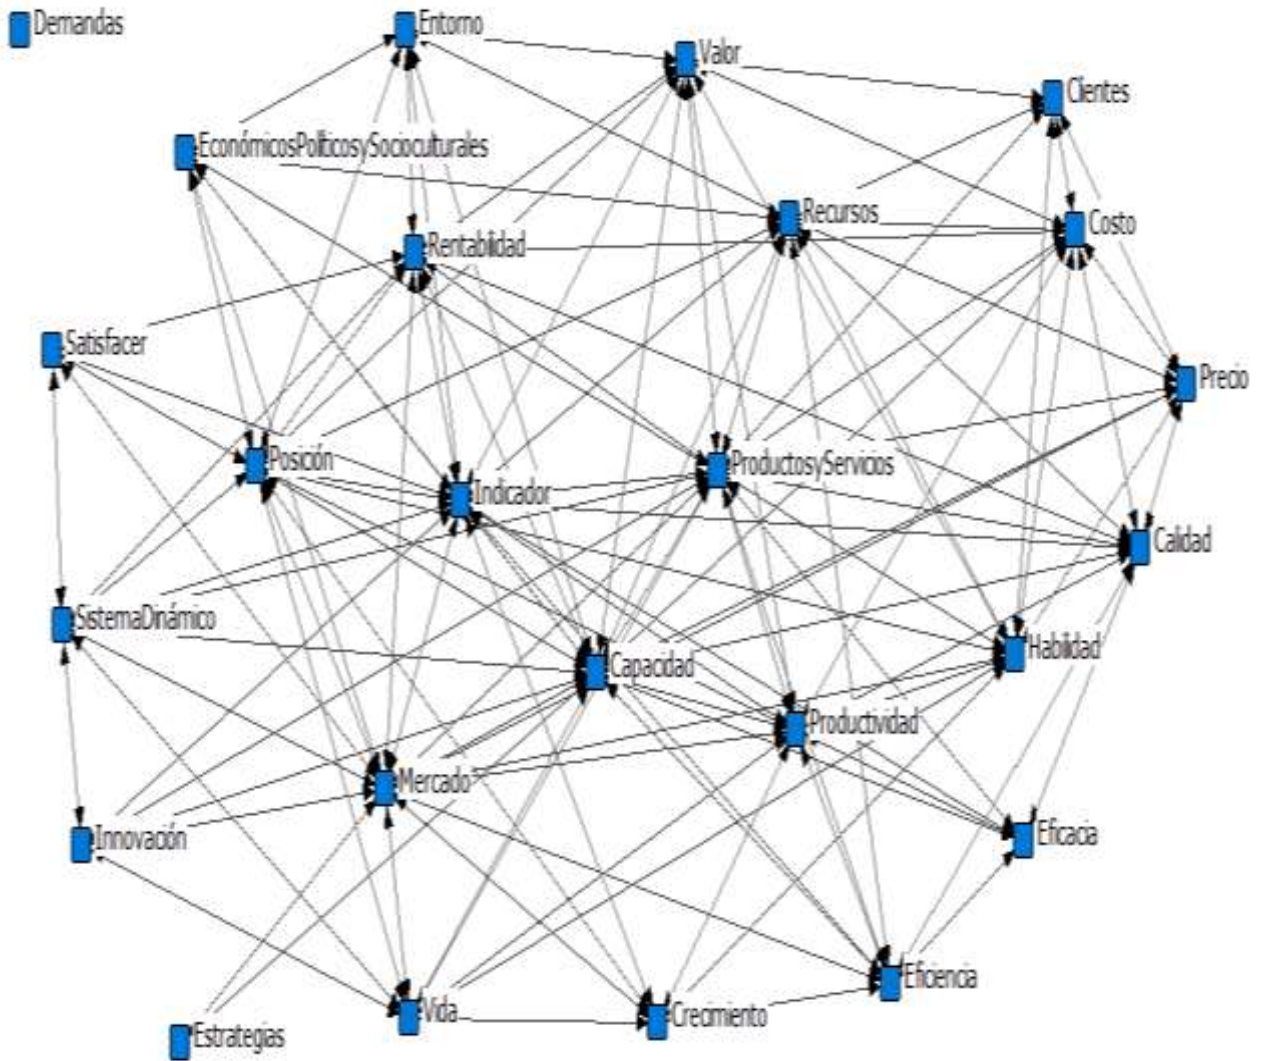 Demandas
Entorno
Valor
Clientes
EconómicosPolíticosySocioculturales
Recursos
Costo
Rentabilidad
Satisfacer
Precio
Posición
ProductosyServicios
Indicador
Calidad
SistemaDinámico
Habilidad
Capacidad
Productividad
Mercado
Innovación
Eficacia
Eficiencia
Vida
Crecimiento
Estrategias